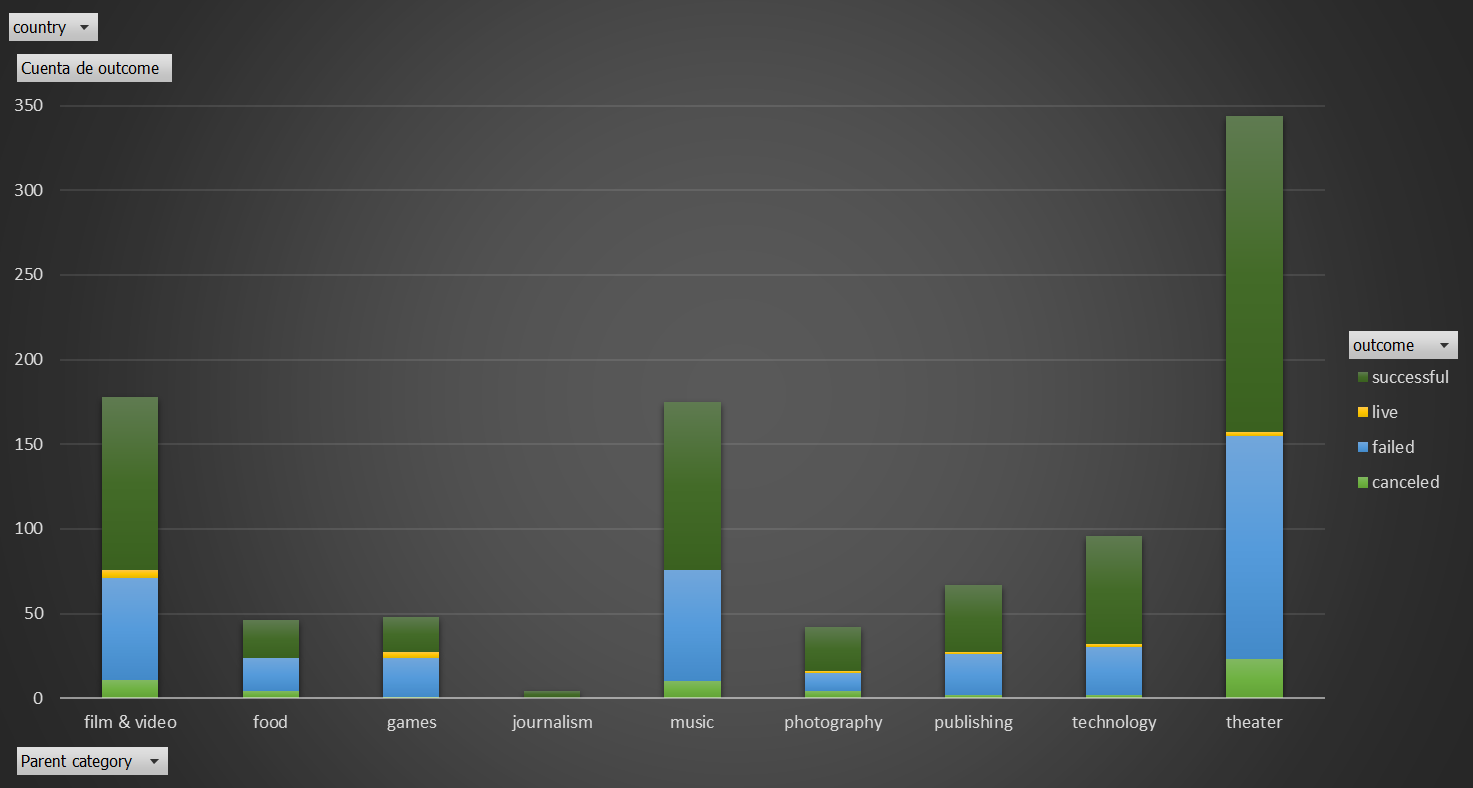 country
Cuenta de outcome
350
300
250
200
150
100
50
0
film & video
food
games
journalism
music
photography
publishing
technology
theater
outcome
successful
live
failed
canceled
Parent category